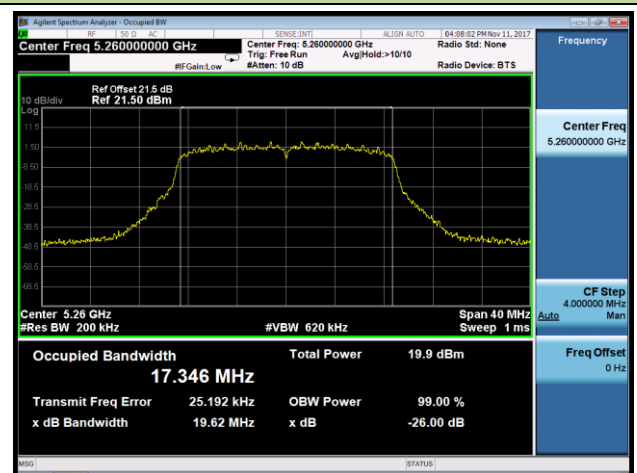 Agilent Spectrum Analyzer - Occupied BW
RF 50 Ω AC SENSE:INT ALIGN AUTO 04:08:02 PM Nov 11, 2017
Center Freq 5.260000000 GHz
Center Freq: 5.260000000 GHz
Radio Std: None
Trig: Free Run Avg|Hold:>10/10
#IFGain:Low #Atten: 10 dB Radio Device: BTS
Ref Offset 21.5 dB
10 dB/div Ref 21.50 dBm
Log
11.5
1.50
-8.50
-18.5
-28.5
-38.5
-48.5
-58.5
-68.5
Center 5.26 GHz Span 40 MHz
#Res BW 200 kHz #VBW 620 kHz Sweep 1 ms
Occupied Bandwidth Total Power 19.9 dBm
17.346 MHz
Transmit Freq Error 25.192 kHz OBW Power 99.00 %
x dB Bandwidth 19.62 MHz x dB -26.00 dB
MSG STATUS
Frequency
Center Freq
5.260000000 GHz
CF Step
4.000000 MHz
Auto Man
Freq Offset
0 Hz